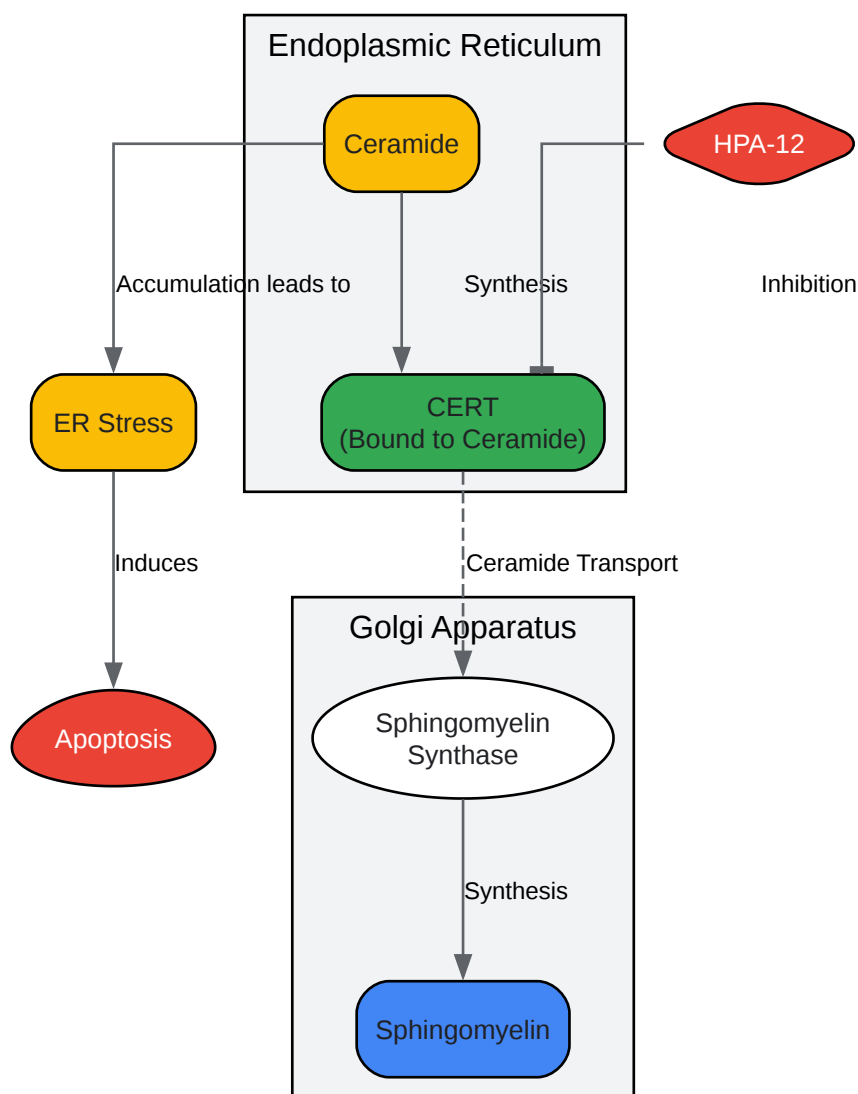 Endoplasmic Reticulum
Ceramide
HPA-12
Accumulation leads to
Synthesis
Inhibition
ER Stress
CERT
(Bound to Ceramide)
Induces
Ceramide Transport
Golgi Apparatus
Apoptosis
Sphingomyelin
Synthase
Synthesis
Sphingomyelin